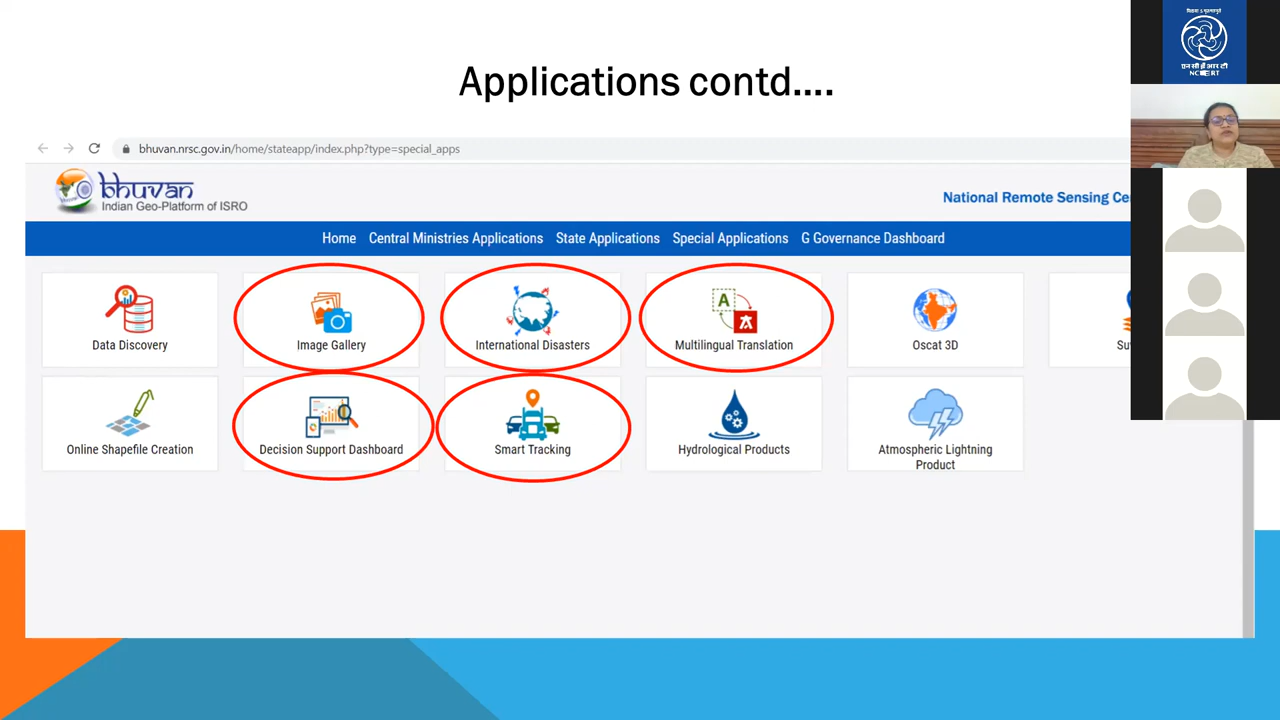 Applications contd....
एन सी ई आर टी
NCERT
bhuvan.nrsc.gov.in/home/stateapp/index.php?type=special_apps
bhuvan
Indian Geo-Platform of ISRO
National Remote Sensing Ce
Home Central Ministries Applications State Applications Special Applications G Governance Dashboard
Data Discovery
Image Gallery
International Disasters
A
Multilingual Translation
Oscat 3D
Online Shapefile Creation
Decision Support Dashboard
Smart Tracking
Hydrological Products
Atmospheric Lightning
Product